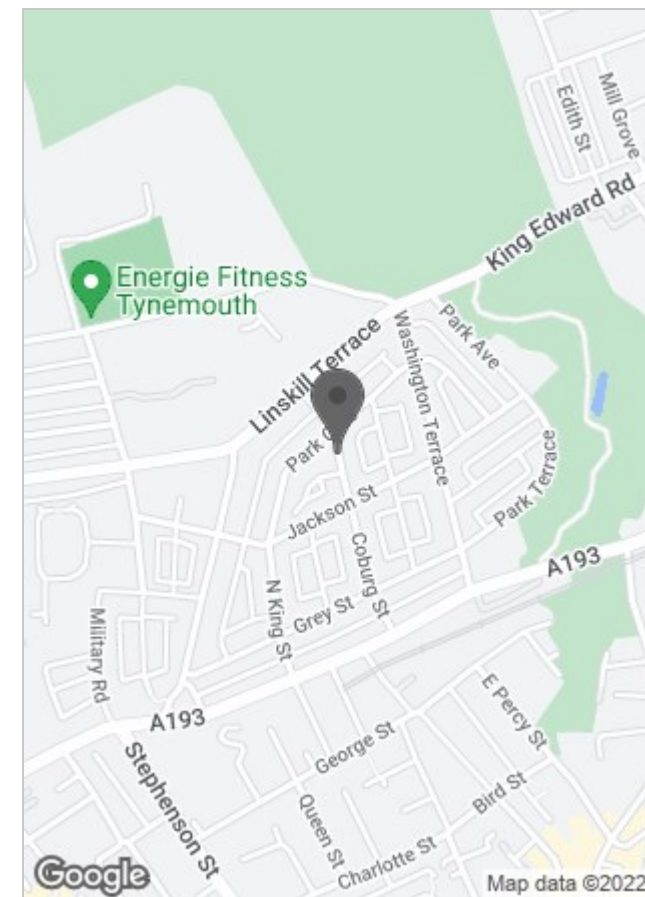 Edith St
Mill Grove
King Edward Rd
Energie Fitness
Tynemouth
Linskill Terrace
Park Ave
Washington Terrace
Park
Jackson St
Park Terrace
Coburg St
A193
N King St
Grey St
Military Rd
A193
E Percy St
George St
Stephenson St
Bird St
Queen St
Charlotte St
Google
Map data ©2022